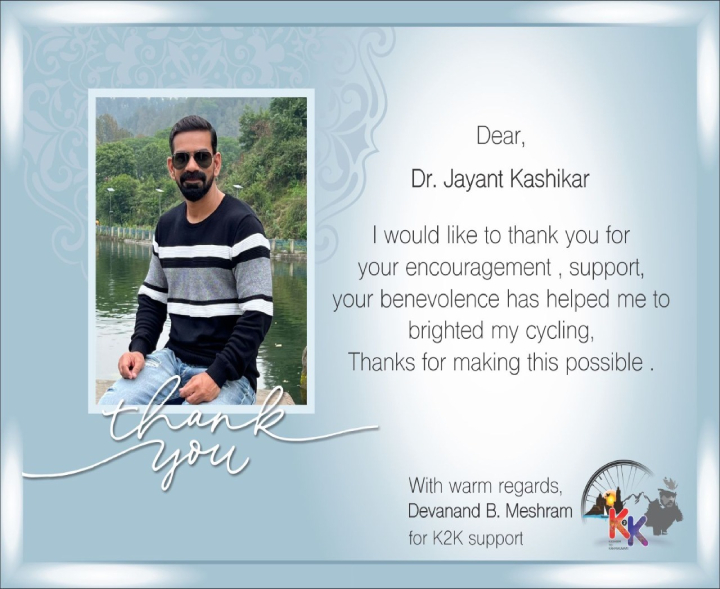 Dear,
Dr. Jayant Kashikar
I would like to thank you for
your encouragement , support,
your benevolence has helped me to
brighted my cycling,
Thanks for making this possible .
thank
you
With warm regards,
Devanand B. Meshram
for K2K support
K2K